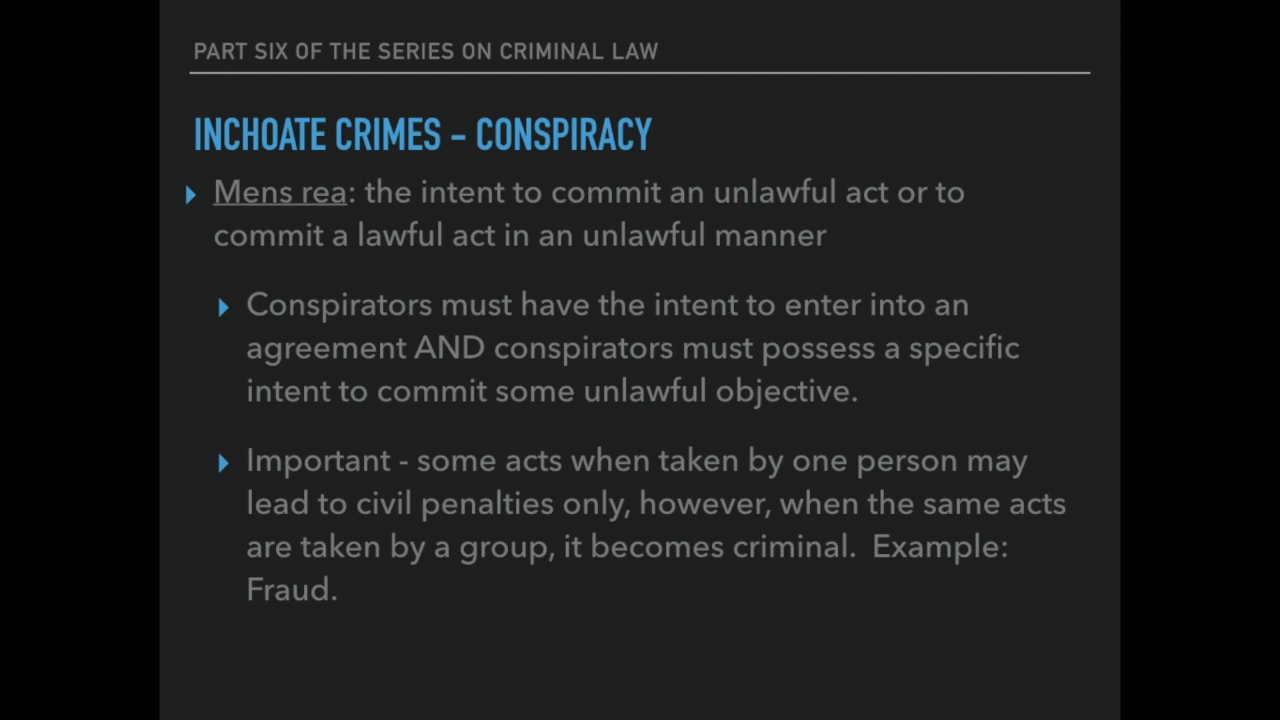 PART SIX OF THE SERIES ON CRIMINAL LAW
INCHOATE CRIMES – CONSPIRACY
Mens rea: the intent to commit an unlawful act or to
commit a lawful act in an unlawful manner
Conspirators must have the intent to enter into an
agreement AND conspirators must possess a specific
intent to commit some unlawful objective.
Important - some acts when taken by one person may
lead to civil penalties only, however, when the same acts
are taken by a group, it becomes criminal.  Example:
Fraud.